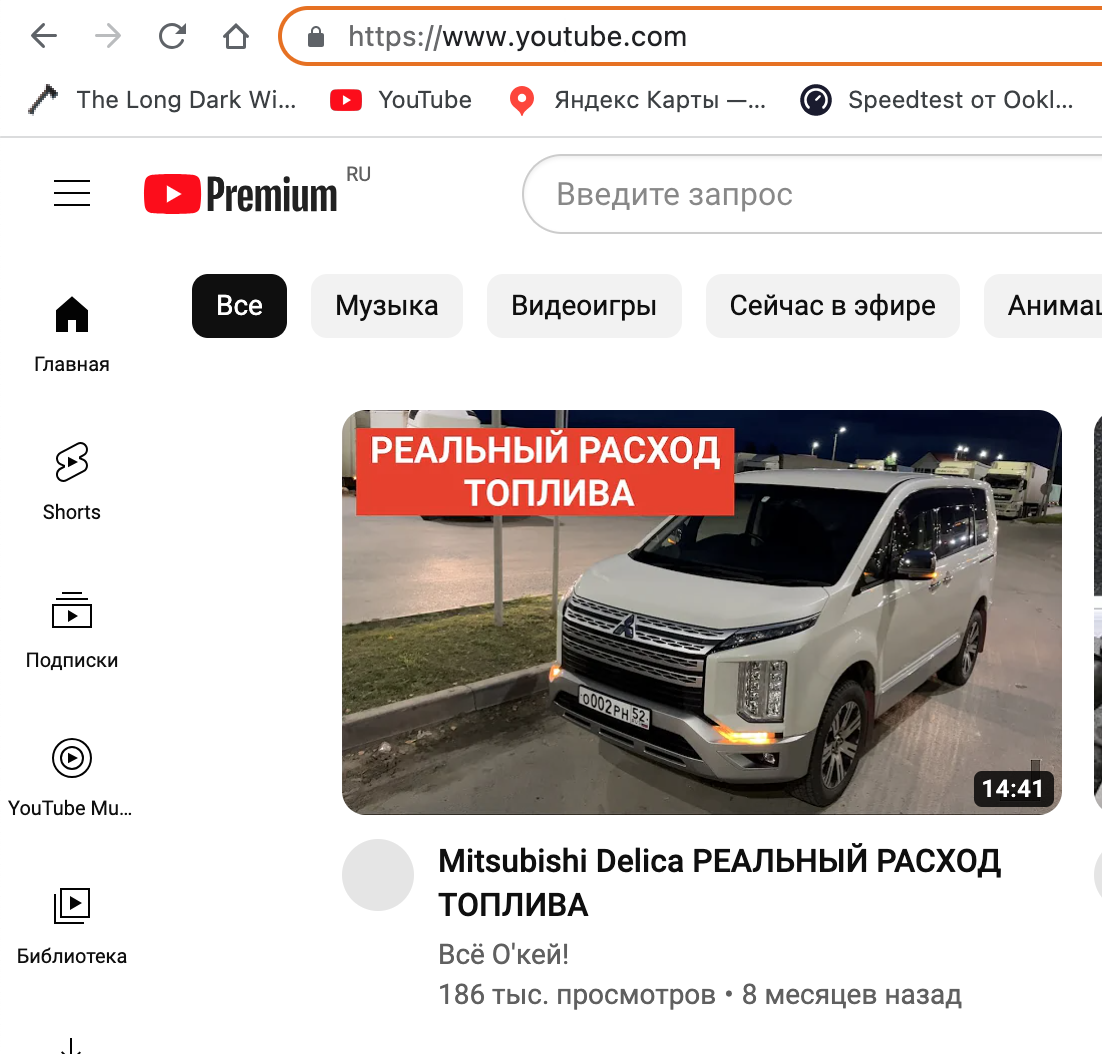 https://www.youtube.com
The Long Dark Wi... YouTube Яндекс Карты —... Speedtest от Ookl...
Premium RU
Введите запрос
Все Музыка Видеоигры Сейчас в эфире Анимац
Главная
Shorts
Подписки
YouTube Mu...
Библиотека
РЕАЛЬНЫЙ РАСХОД
ТОПЛИВА
О002РН 52
14:41
Mitsubishi Delica РЕАЛЬНЫЙ РАСХОД
ТОПЛИВА
Всё О'кей!
186 тыс. просмотров • 8 месяцев назад